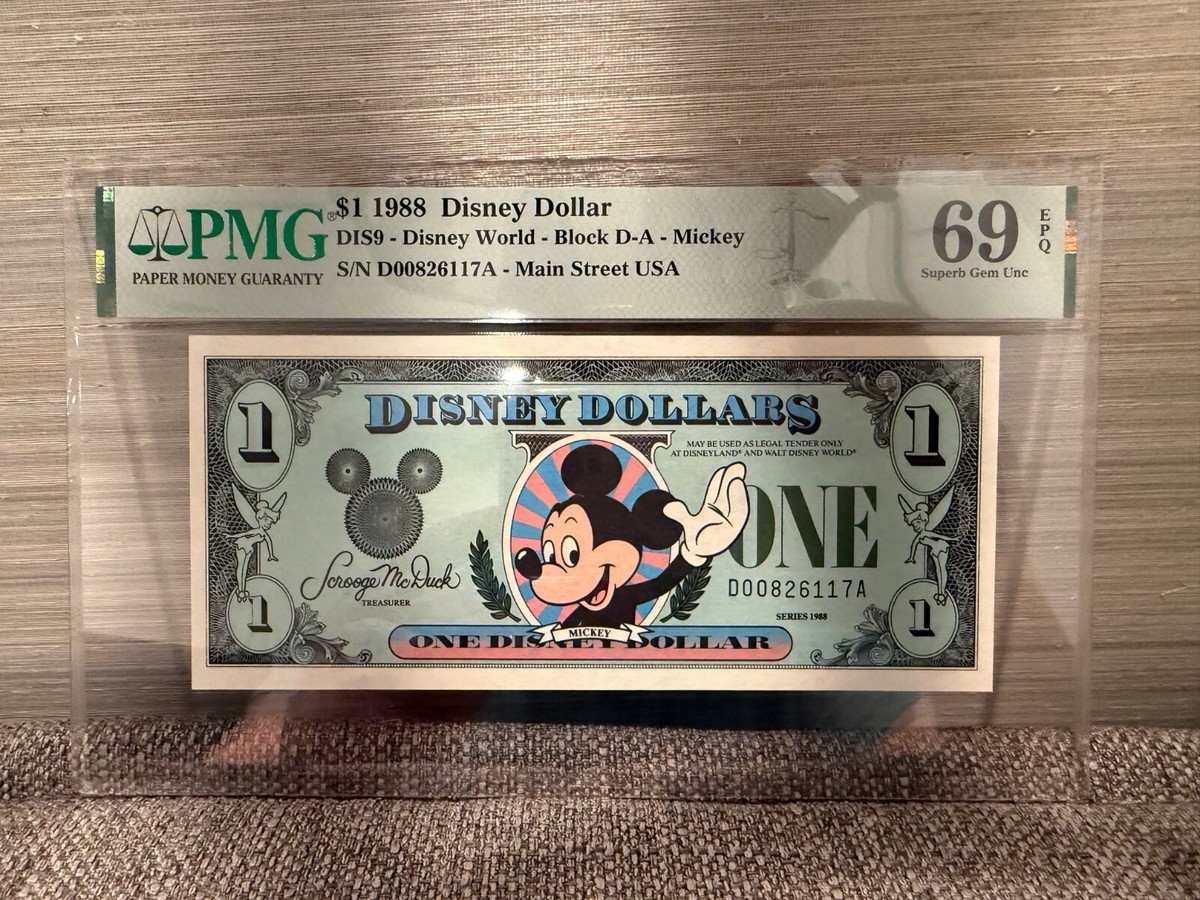 PMG®
PAPER MONEY GUARANTY
$1 1988 Disney Dollar
DIS9 - Disney World - Block D-A - Mickey
S/N D00826117A - Main Street USA
69
EPQ
Superb Gem Unc
1
DISNEY DOLLARS
1
MAY BE USED AS LEGAL TENDER ONLY
AT DISNEYLAND® AND WALT DISNEY WORLD®
ONE
Scrooge McDuck
TREASURER
D00826117A
SERIES 1988
1
MICKEY
ONE DISNEY DOLLAR
1